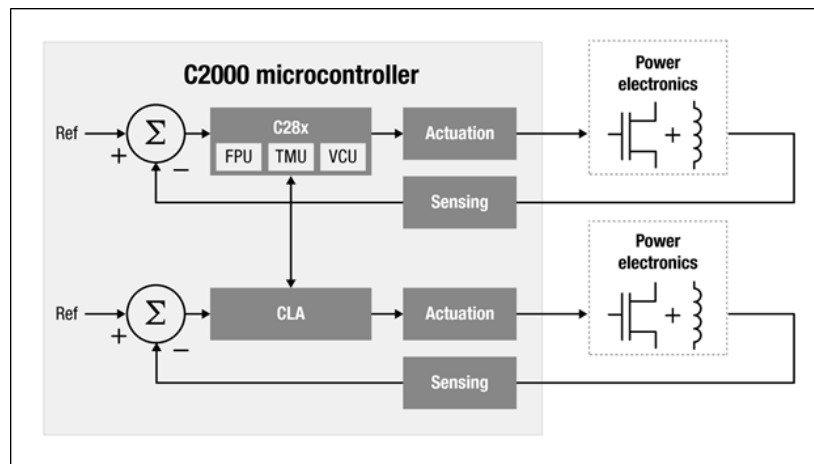 C2000 microcontroller
Power
electronics
Ref
Σ
+
−
C28x
FPU TMU VCU
Actuation
+
Sensing
Power
electronics
Ref
Σ
+
−
CLA
Actuation
+
Sensing